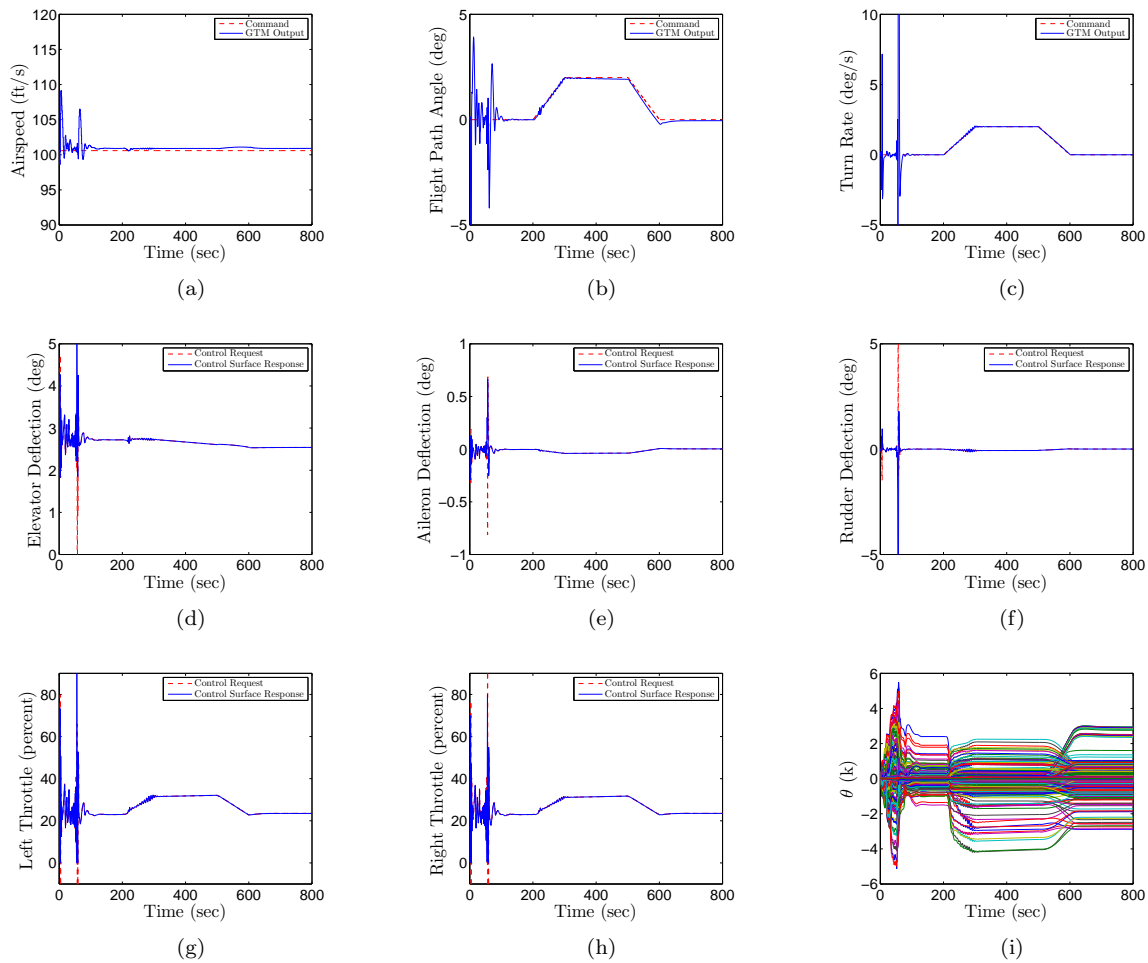 120
115
110
105
100
95
90
Airspeed (ft/s)
Command
GTM Output
0 200 400 600 800
Time (sec)
(a)
5
0
−5
Flight Path Angle (deg)
Command
GTM Output
0 200 400 600 800
Time (sec)
(b)
10
5
0
−5
Turn Rate (deg/s)
Command
GTM Output
0 200 400 600 800
Time (sec)
(c)
5
4
3
2
1
0
Elevator Deflection (deg)
Control Request
Control Surface Response
0 200 400 600 800
Time (sec)
(d)
1
0.5
0
−0.5
−1
Aileron Deflection (deg)
Control Request
Control Surface Response
0 200 400 600 800
Time (sec)
(e)
5
0
−5
Rudder Deflection (deg)
Control Request
Control Surface Response
0 200 400 600 800
Time (sec)
(f)
80
60
40
20
0
Left Throttle (percent)
Control Request
Control Surface Response
0 200 400 600 800
Time (sec)
(g)
80
60
40
20
0
Right Throttle (percent)
Control Request
Control Surface Response
0 200 400 600 800
Time (sec)
(h)
6
4
2
0
−2
−4
−6
θ (k)
0 200 400 600 800
Time (sec)
(i)